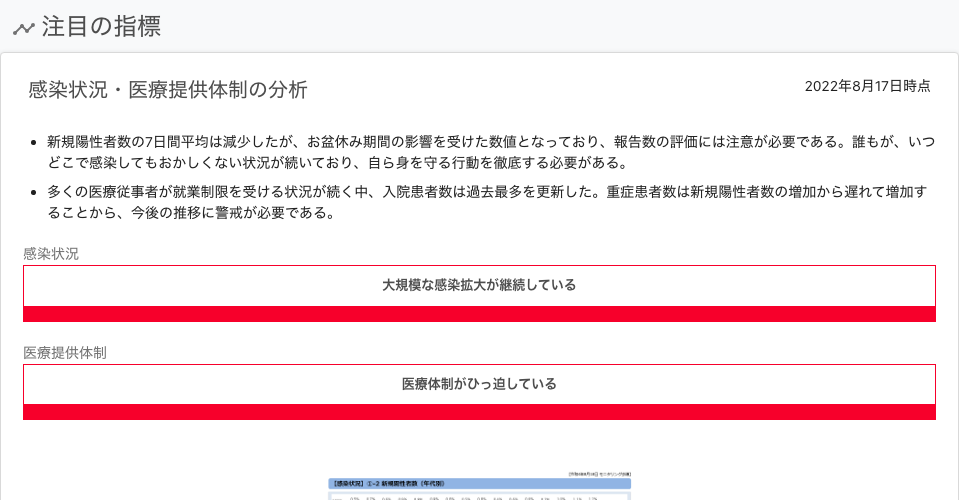 注目の指標
感染状況・医療提供体制の分析
2022年8月17日時点
新規陽性者数の7日間平均は減少したが、お盆休み期間の影響を受けた数値となっており、報告数の評価には注意が必要である。誰もが、いつ
どこで感染してもおかしくない状況が続いており、自ら身を守る行動を徹底する必要がある。
多くの医療従事者が就業制限を受ける状況が続く中、入院患者数は過去最多を更新した。重症患者数は新規陽性者数の増加から遅れて増加す
ることから、今後の推移に警戒が必要である。
感染状況
大規模な感染拡大が継続している
医療提供体制
医療体制がひっ迫している
【感染状況】①-2 新規陽性者数(年代別)